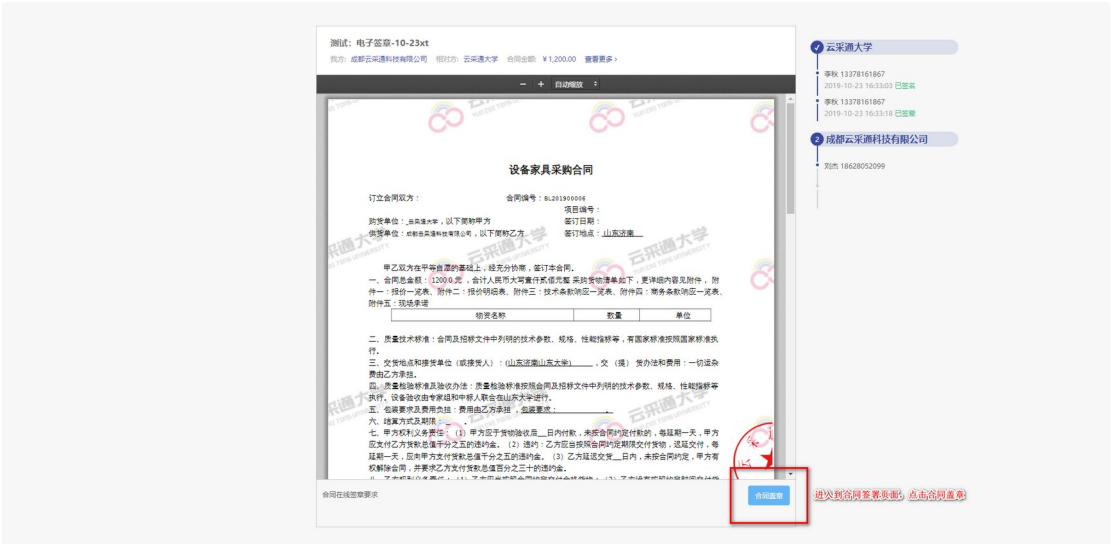 测试：电子签章-10-23xt
我方: 成都云采通科技有限公司 相对方: 云采通大学 合同金额: ¥1,200.00 查看更多 ›
− + 自动缩放
设备家具采购合同
订立合同双方： 合同编号：BL201900006
项目编号：
购货单位：云采通大学，以下简称甲方 签订日期：
供货单位：成都云采通科技有限公司，以下简称乙方 签订地点：山东济南
甲乙双方在平等自愿的基础上，经充分协商，签订本合同。
一、合同总金额： 1200.0 元，合计人民币大写壹仟贰佰元整 采购货物清单如下，更详细内容见附件， 附
件一：报价一览表、附件二：报价明细表、附件三：技术条款响应一览表、附件四：商务条款响应一览表、
附件五：现场承诺
物资名称 数量 单位
二、质量技术标准：合同及招标文件中列明的技术参数、规格、性能指标等，有国家标准按照国家标准执
行。
三、交货地点和接货单位（或接货人）：(山东济南山东大学)____，交（提） 货办法和费用：一切运杂
费由乙方承担。
四、质量检验标准及验收办法：质量检验标准按照合同及招标文件中列明的技术参数、规格、性能指标等
执行。设备验收由专家组和中标人联合在山东大学进行。
五、包装要求及费用负担：费用由乙方承担 ，包装要求：____。
六、结算方式及期限：__ 。
七、甲方权利义务责任：（1）甲方应于货物验收后__日内付款，未按合同约定付款的，每延期一天，甲方
应支付乙方货款总值千分之五的违约金。（2）违约：乙方应当按照合同约定期限交付货物，迟延交付，每
延期一天，应向甲方支付货款总值千分之五的违约金。（3）乙方延迟交货__日内，未按合同约定，甲方有
权解除合同，并要求乙方支付货款总值百分之三十的违约金。
合同在线签章要求
合同盖章
进入到合同签署页面，点击合同盖章
云采通大学
李秋 13378161867
2019-10-23 16:33:03 已签名
李秋 13378161867
2019-10-23 16:33:18 已签章
2 成都云采通科技有限公司
刘杰 18628052099